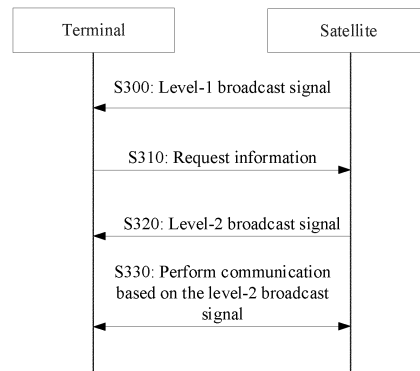 Terminal
Satellite
S300: Level-1 broadcast signal
S310: Request information
S320: Level-2 broadcast signal
S330: Perform communication
based on the level-2 broadcast
signal